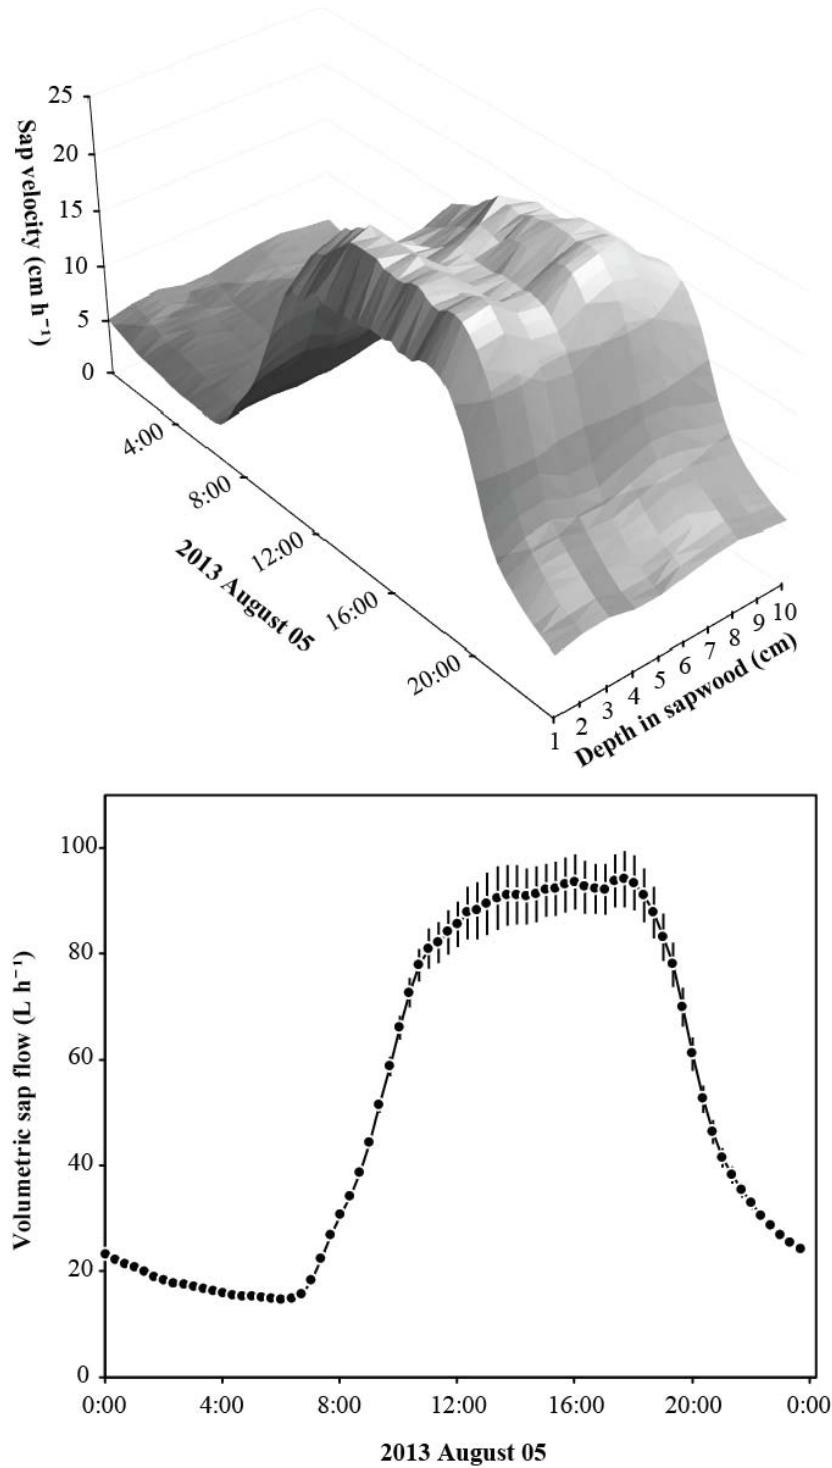 25
20
15
10
5
0
Sap velocity (cm h⁻¹)
4:00
8:00
12:00
16:00
20:00
2013 August 05
1 2 3 4 5 6 7 8 9 10
Depth in sapwood (cm)
100
80
60
40
20
0
Volumetric sap flow (L h⁻¹)
0:00 4:00 8:00 12:00 16:00 20:00 0:00
2013 August 05